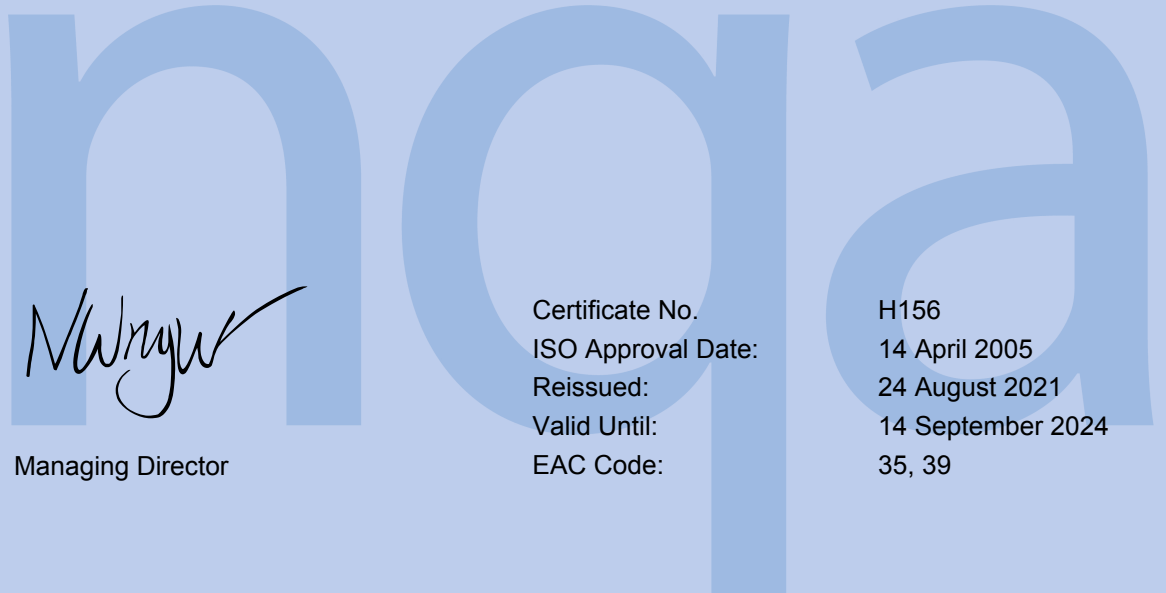 nqa
Certificate No. H156
ISO Approval Date: 14 April 2005
Reissued: 24 August 2021
Valid Until: 14 September 2024
Managing Director EAC Code: 35, 39